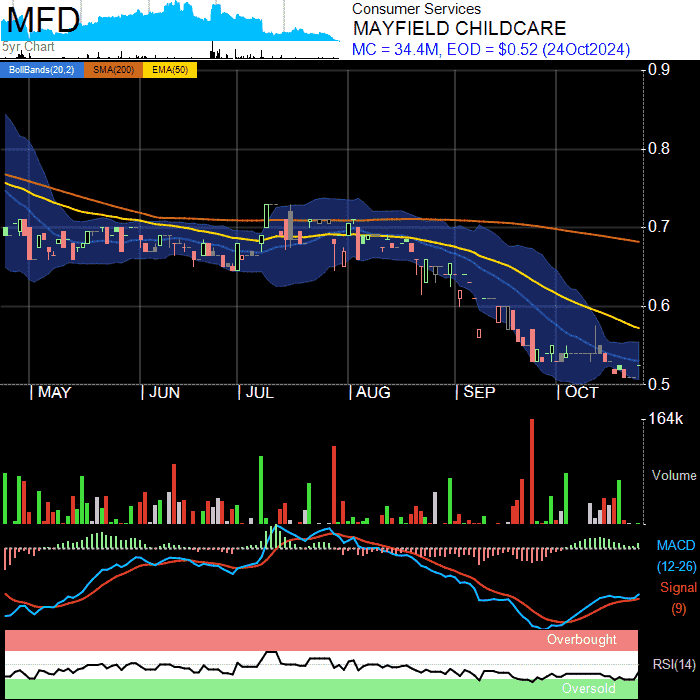 MFD
5yr Chart
Consumer Services
MAYFIELD CHILDCARE
MC = 34.4M, EOD = $0.52 (24Oct2024)
BollBands(20,2) SMA(200) EMA(50)
0.9
0.8
0.7
0.6
0.5
MAY JUN JUL AUG SEP OCT
164k
Volume
MACD
(12-26)
Signal
(9)
Overbought
RSI(14)
Oversold